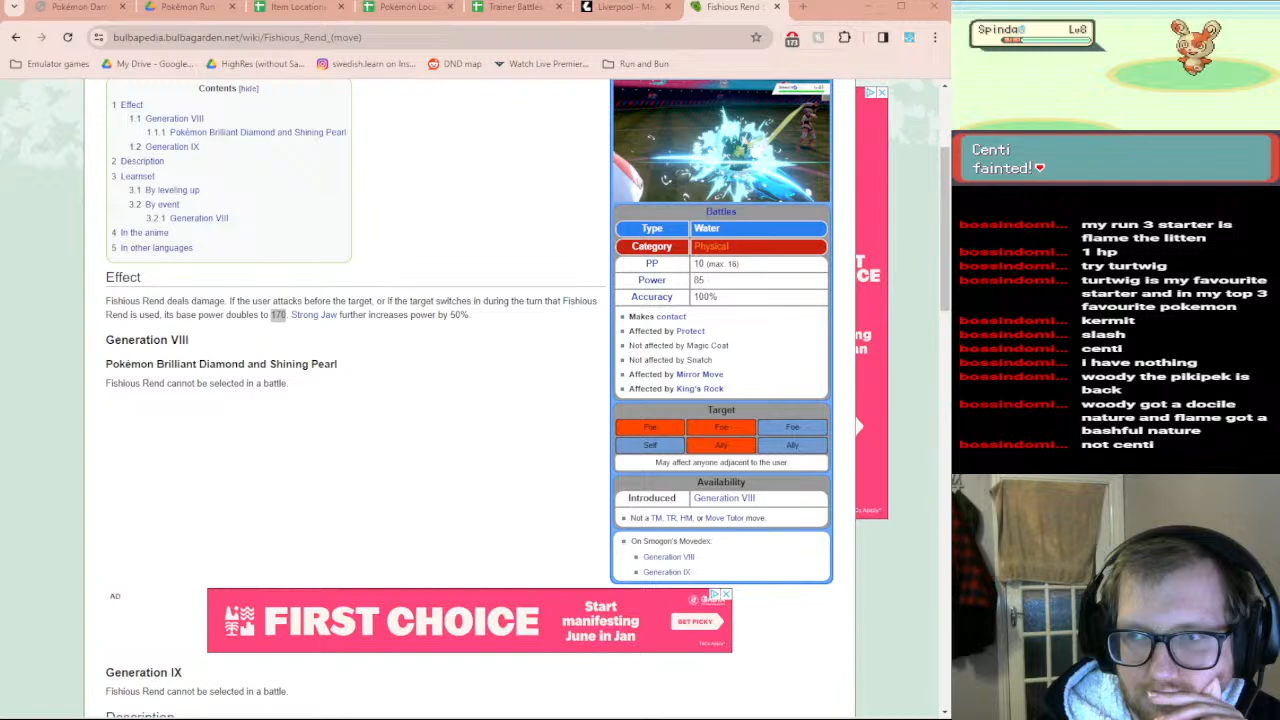 Pokémon Dam
Pokémon Run
Item Locations
Pokémon Loc
Trainer Battles
Liverpool - Me
Fishious Rend
bulbapedia.bulbagarden.net/wiki/Fishious_Rend_(move)
Emulator games
My Drive - Google...
HighRes (without Sa...
swedishJearn on Ins...
DND map
Watch Live Premier...
Run and Bun
Contents [hide]
1 Effect
1.1 Generation VIII
1.1.1 Pokémon Brilliant Diamond and Shining Pearl
1.2 Generation IX
2 Description
3 Learnset
3.1 By leveling up
3.2 By event
3.2.1 Generation VIII
4 In the anime
5 In other languages
Effect
Fishious Rend deals damage. If the user attacks before the target, or if the target switches in during the turn that Fishious
Rend is used, its base power doubles to 170. Strong Jaw further increases power by 50%.
Generation VIII
Pokémon Brilliant Diamond and Shining Pearl
Fishious Rend cannot be selected in a battle.
AD
FIRST CHOICE
Start
manifesting
June in Jan
GET PICKY
T&Cs Apply*
Generation IX
Fishious Rend cannot be selected in a battle.
Description
Battles
Type Water
Category Physical
PP 10 (max. 16)
Power 85
Accuracy 100%
Makes contact
Affected by Protect
Not affected by Magic Coat
Not affected by Snatch
Affected by Mirror Move
Affected by King's Rock
Target
Foe Foe Foe
Self Ally Ally
May affect anyone adjacent to the user
Availability
Introduced Generation VIII
Not a TM, TR, HM, or Move Tutor move.
On Smogon's Movedex:
Generation VIII
Generation IX
Spinda Lv8
Centi
fainted!
bossindomi... my run 3 starter is
flame the litten
bossindomi... 1 hp
bossindomi... try turtwig
bossindomi... turtwig is my favourite
starter and in my top 3
favourite pokemon
bossindomi... kermit
bossindomi... slash
bossindomi... centi
bossindomi... i have nothing
bossindomi... woody the pikipek is
back
bossindomi... woody got a docile
nature and flame got a
bashful nature
bossindomi... not centi